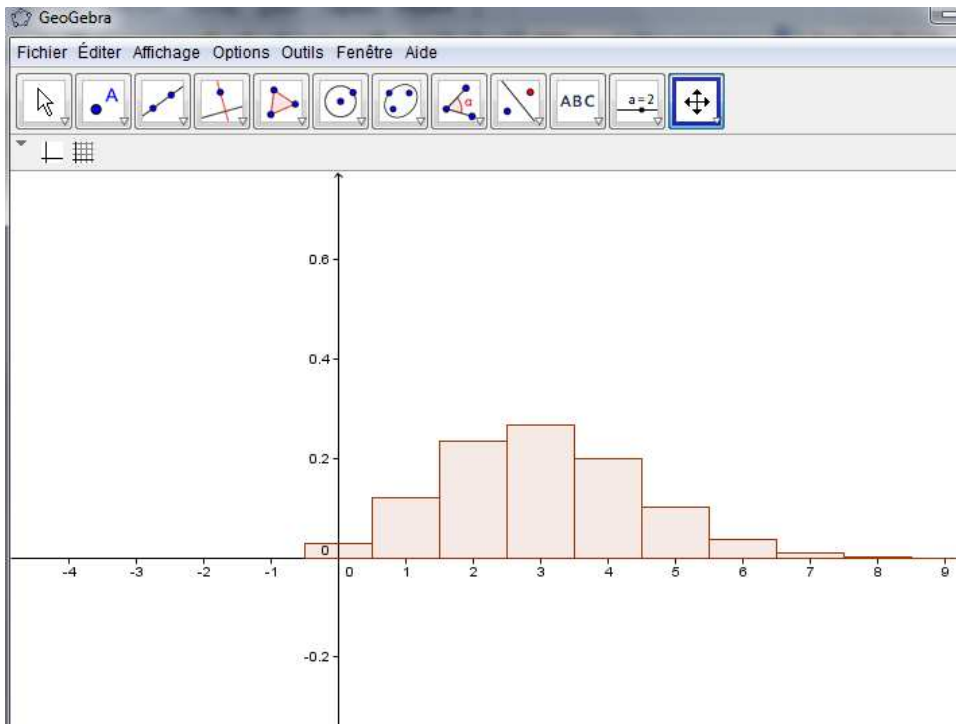 GeoGebra
Fichier Éditer Affichage Options Outils Fenêtre Aide
A α ABC a=2
0.6
0.4
0.2
0
-4 -3 -2 -1 0 1 2 3 4 5 6 7 8 9
-0.2